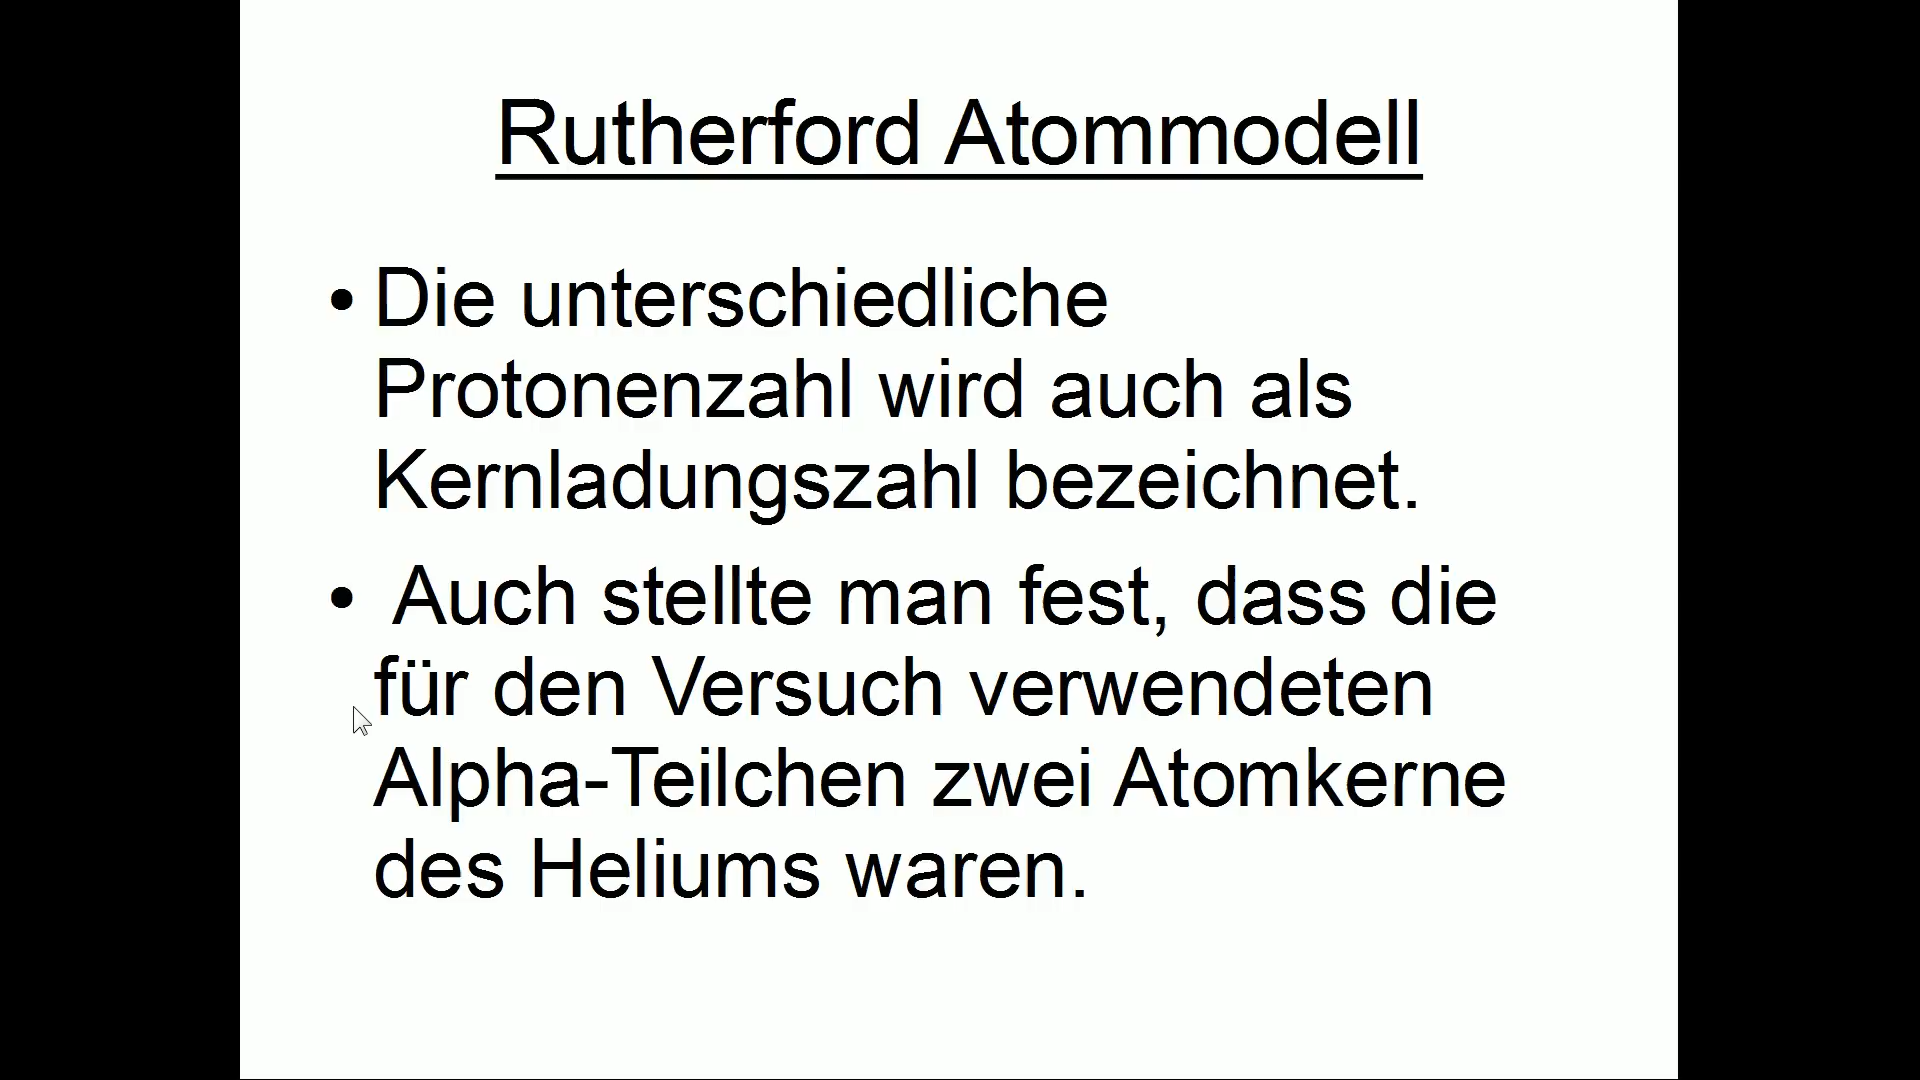 Rutherford Atommodell
• Die unterschiedliche
Protonenzahl wird auch als
Kernladungszahl bezeichnet.
• Auch stellte man fest, dass die
für den Versuch verwendeten
Alpha-Teilchen zwei Atomkerne
des Heliums waren.